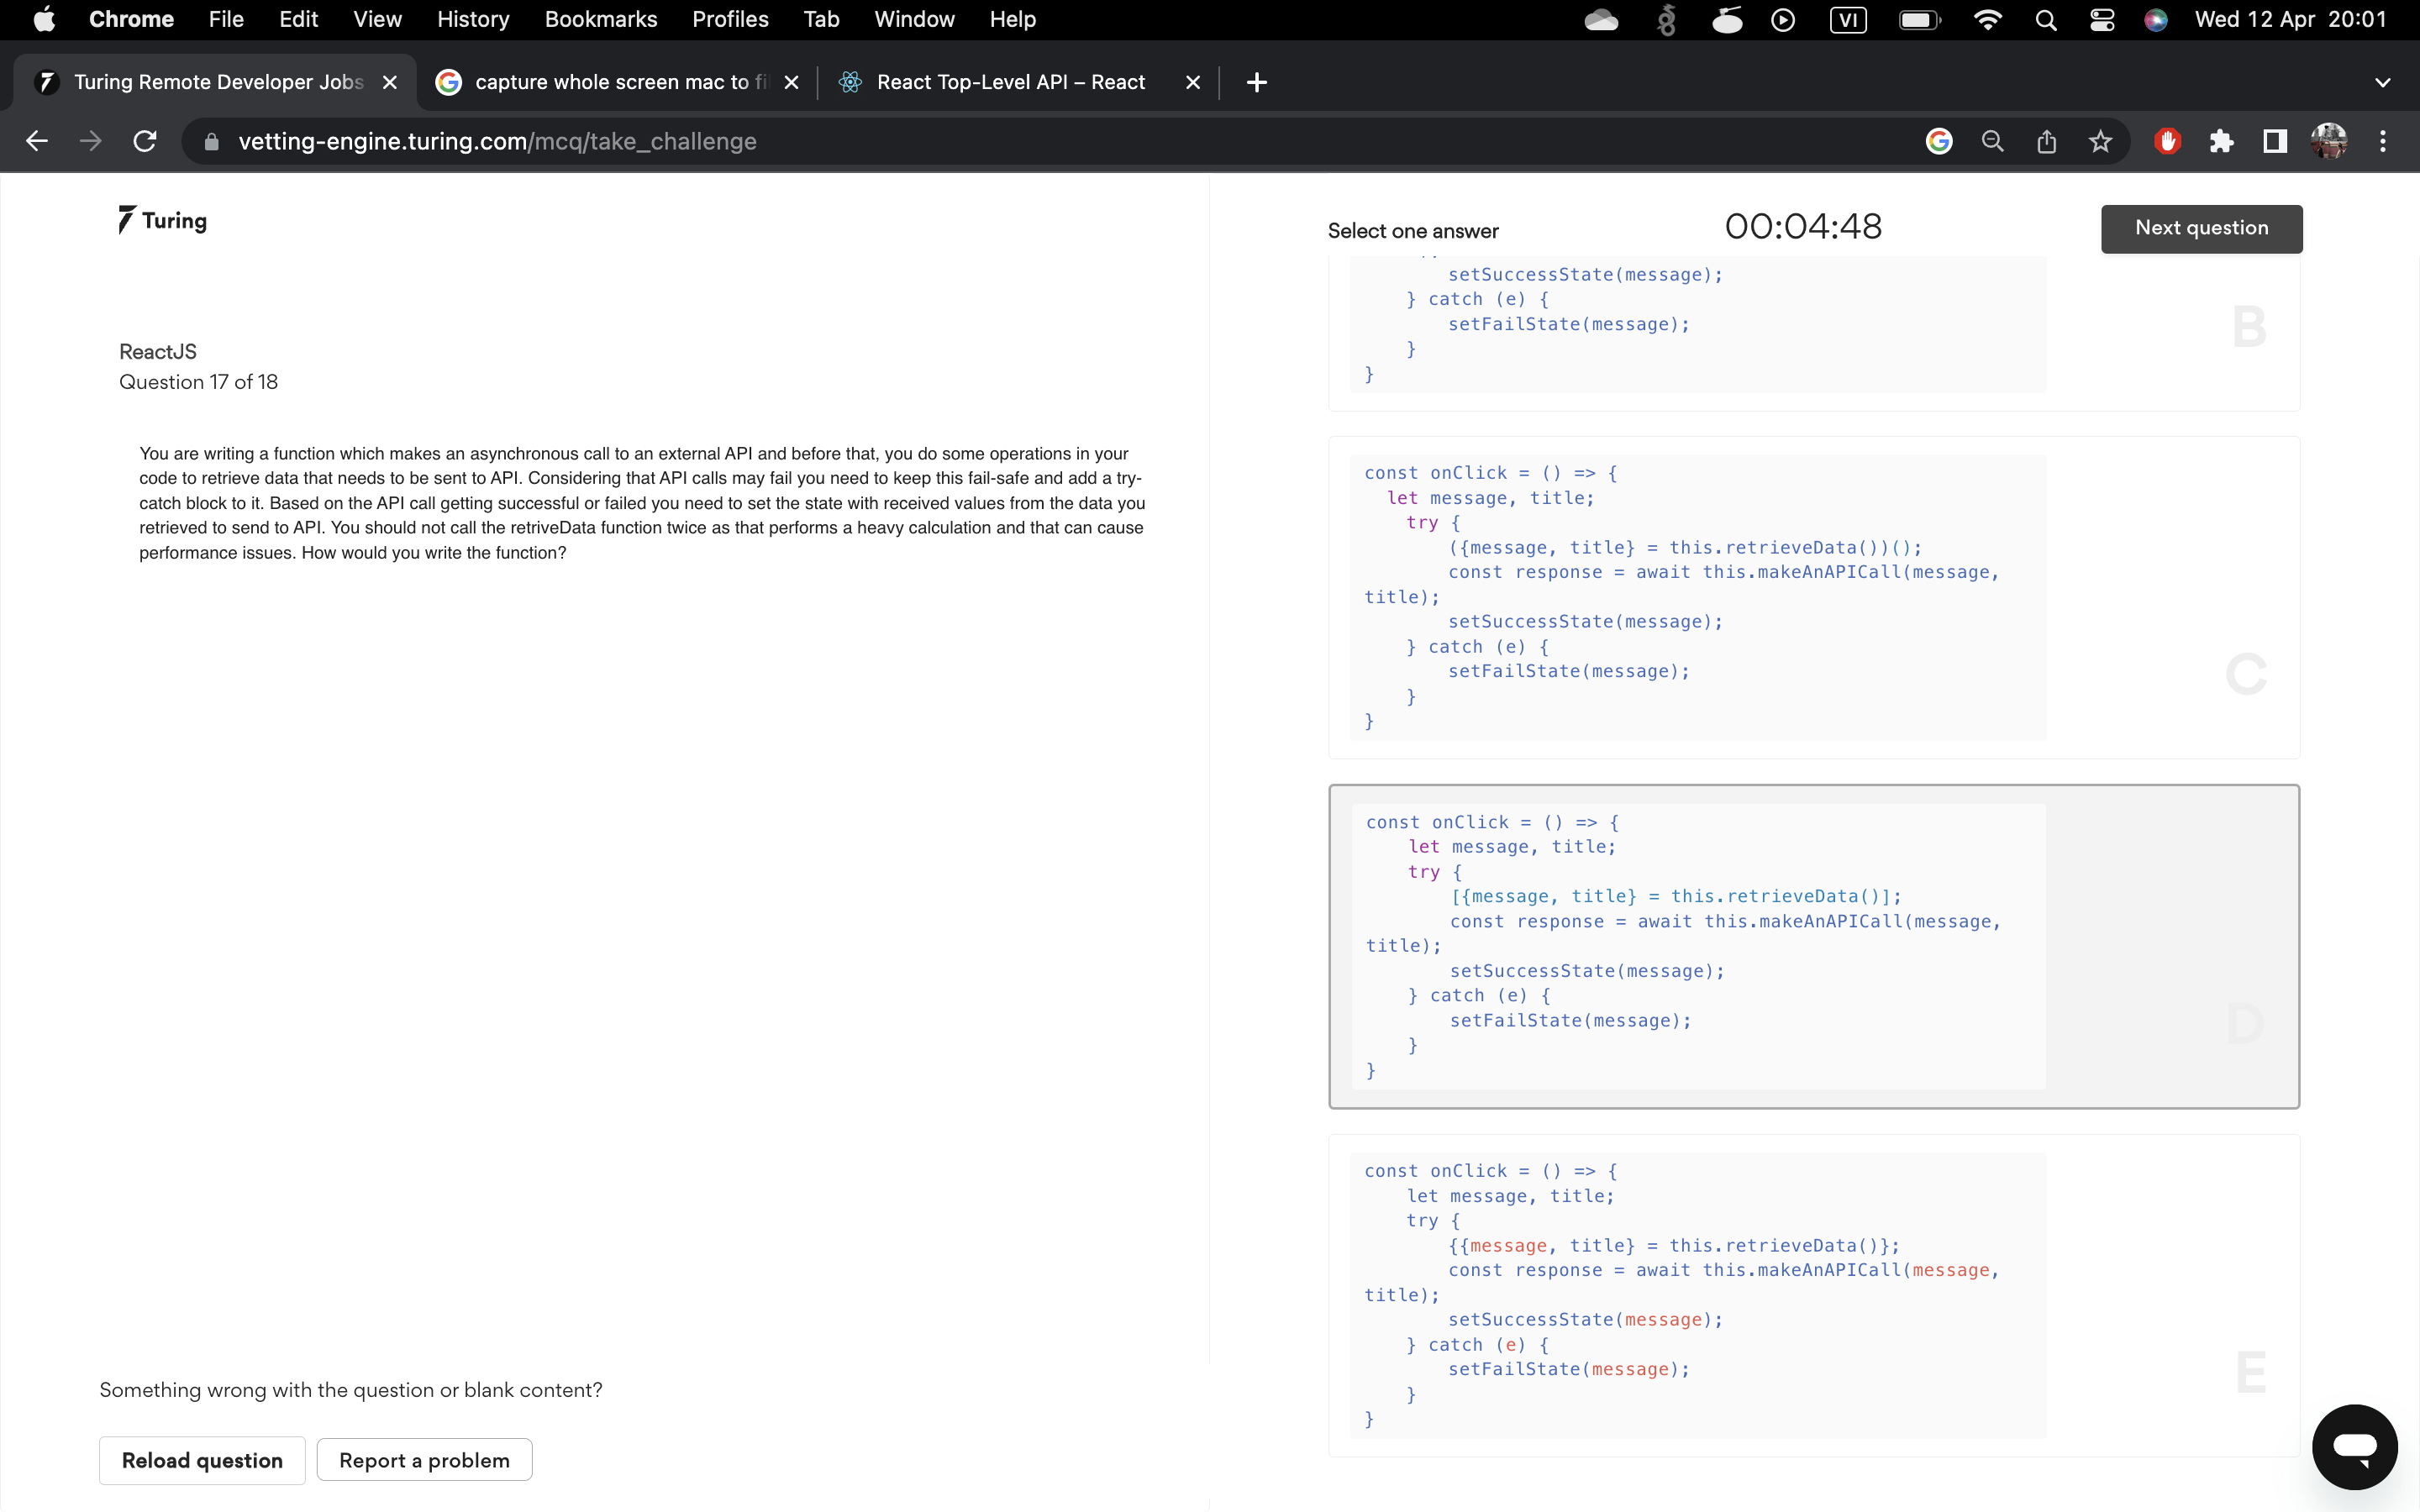 Chrome File Edit View History Bookmarks Profiles Tab Window Help VI Wed 12 Apr 20:01
Turing Remote Developer Jobs capture whole screen mac to fi React Top-Level API – React
vetting-engine.turing.com/mcq/take_challenge
Turing
ReactJS
Question 17 of 18
You are writing a function which makes an asynchronous call to an external API and before that, you do some operations in your
code to retrieve data that needs to be sent to API. Considering that API calls may fail you need to keep this fail-safe and add a try-
catch block to it. Based on the API call getting successful or failed you need to set the state with received values from the data you
retrieved to send to API. You should not call the retriveData function twice as that performs a heavy calculation and that can cause
performance issues. How would you write the function?
Something wrong with the question or blank content?
Reload question Report a problem
Select one answer 00:04:48 Next question
setSuccessState(message);
} catch (e) {
setFailState(message);
}
}
B
const onClick = () => {
let message, title;
try {
({message, title} = this.retrieveData())();
const response = await this.makeAnAPICall(message,
title);
setSuccessState(message);
} catch (e) {
setFailState(message);
}
}
C
const onClick = () => {
let message, title;
try {
[{message, title} = this.retrieveData()];
const response = await this.makeAnAPICall(message,
title);
setSuccessState(message);
} catch (e) {
setFailState(message);
}
}
D
const onClick = () => {
let message, title;
try {
{{message, title} = this.retrieveData()};
const response = await this.makeAnAPICall(message,
title);
setSuccessState(message);
} catch (e) {
setFailState(message);
}
}
E